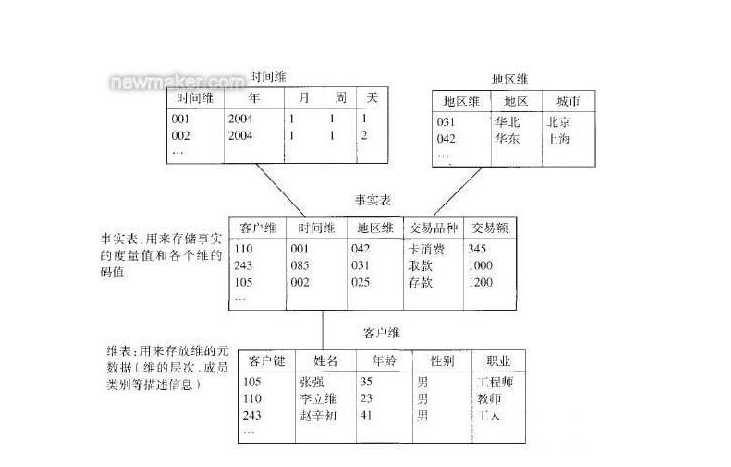 newmaker.com
时间维
地区维
时间维 年 月 周 天
001 2004 1 1 1
002 2004 1 1 2
…
地区维 地区 城市
031 华北 北京
042 华东 上海
…
事实表
事实表:用来存储事实
的度量值和各个维的
码值
客户维 时间维 地区维 交易品种 交易额
110 001 042 卡消费 345
243 085 031 取款 1000
105 002 025 存款 1200
…
客户维
维表:用来存放维的元
数据(维的层次、成员
类别等描述信息)
客户键 姓名 年龄 性别 职业
105 张强 35 男 工程师
110 李立维 23 男 教师
243 赵辛初 41 男 工人
…